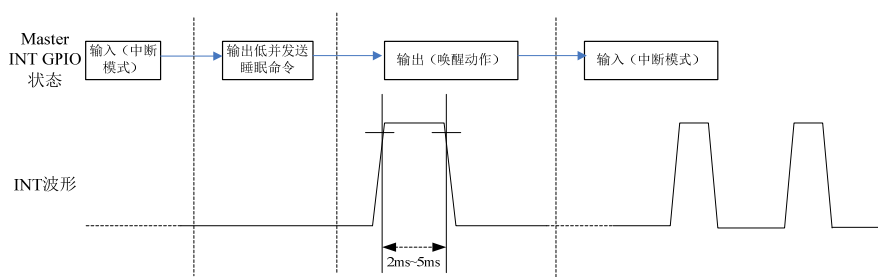 Master
INT GPIO
状态
输入（中断
模式）
输出低并发送
睡眠命令
输出（唤醒动作）
输入（中断模式）
INT波形
2ms~5ms